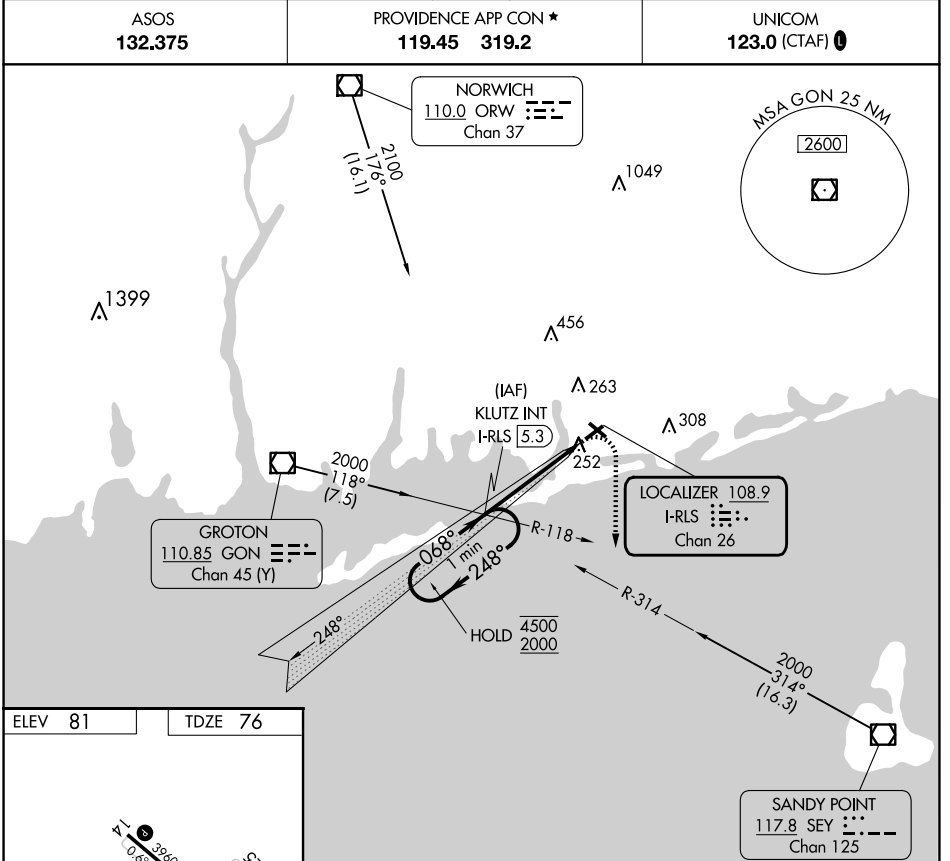 ASOS
132.375
PROVIDENCE APP CON ★
119.45 319.2
UNICOM
123.0 (CTAF) L
NORWICH
110.0 ORW
Chan 37
2100
176°
(16.1)
MSA GON 25 NM
2600
1049
1399
456
263
308
252
(IAF)
KLUTZ INT
I-RLS 5.3
2000
118°
(7.5)
GROTON
110.85 GON
Chan 45 (Y)
R-118
LOCALIZER 108.9
I-RLS
Chan 26
068°
1 min
248°
248°
HOLD 4500
2000
R-314
2000
314°
(16.3)
SANDY POINT
117.8 SEY
Chan 125
ELEV 81
TDZE 76
14
P
3960